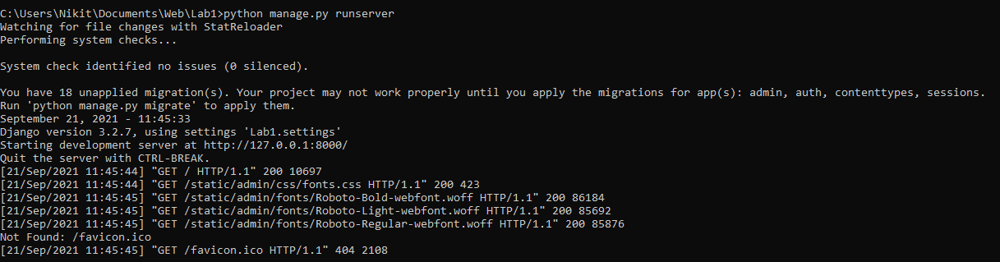 C:\Users\Nikit\Documents\Web\Lab1>python manage.py runserver
Watching for file changes with StatReloader
Performing system checks...
System check identified no issues (0 silenced).
You have 18 unapplied migration(s). Your project may not work properly until you apply the migrations for app(s): admin, auth, contenttypes, sessions.
Run 'python manage.py migrate' to apply them.
September 21, 2021 - 11:45:33
Django version 3.2.7, using settings 'Lab1.settings'
Starting development server at http://127.0.0.1:8000/
Quit the server with CTRL-BREAK.
[21/Sep/2021 11:45:44] "GET / HTTP/1.1" 200 10697
[21/Sep/2021 11:45:44] "GET /static/admin/css/fonts.css HTTP/1.1" 200 423
[21/Sep/2021 11:45:45] "GET /static/admin/fonts/Roboto-Bold-webfont.woff HTTP/1.1" 200 86184
[21/Sep/2021 11:45:45] "GET /static/admin/fonts/Roboto-Light-webfont.woff HTTP/1.1" 200 85692
[21/Sep/2021 11:45:45] "GET /static/admin/fonts/Roboto-Regular-webfont.woff HTTP/1.1" 200 85876
Not Found: /favicon.ico
[21/Sep/2021 11:45:45] "GET /favicon.ico HTTP/1.1" 404 2108